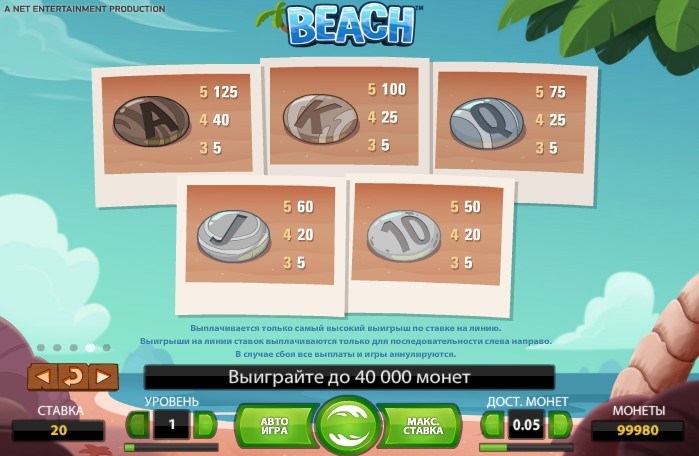 A NET ENTERTAINMENT PRODUCTION
BEACH™
A
5 125
4 40
3 5
K
5 100
4 25
3 5
Q
5 75
4 25
3 5
J
5 60
4 20
3 5
10
5 50
4 20
3 5
Выплачивается только самый высокий выигрыш по ставке на линию.
Выигрыши на линии ставок выплачиваются только для последовательности слева направо.
В случае сбоя все выплаты и игры аннулируются.
Выиграйте до 40 000 монет
СТАВКА
20
УРОВЕНЬ
1
АВТО
ИГРА
МАКС.
СТАВКА
ДОСТ. МОНЕТ
0.05
МОНЕТЫ
99980